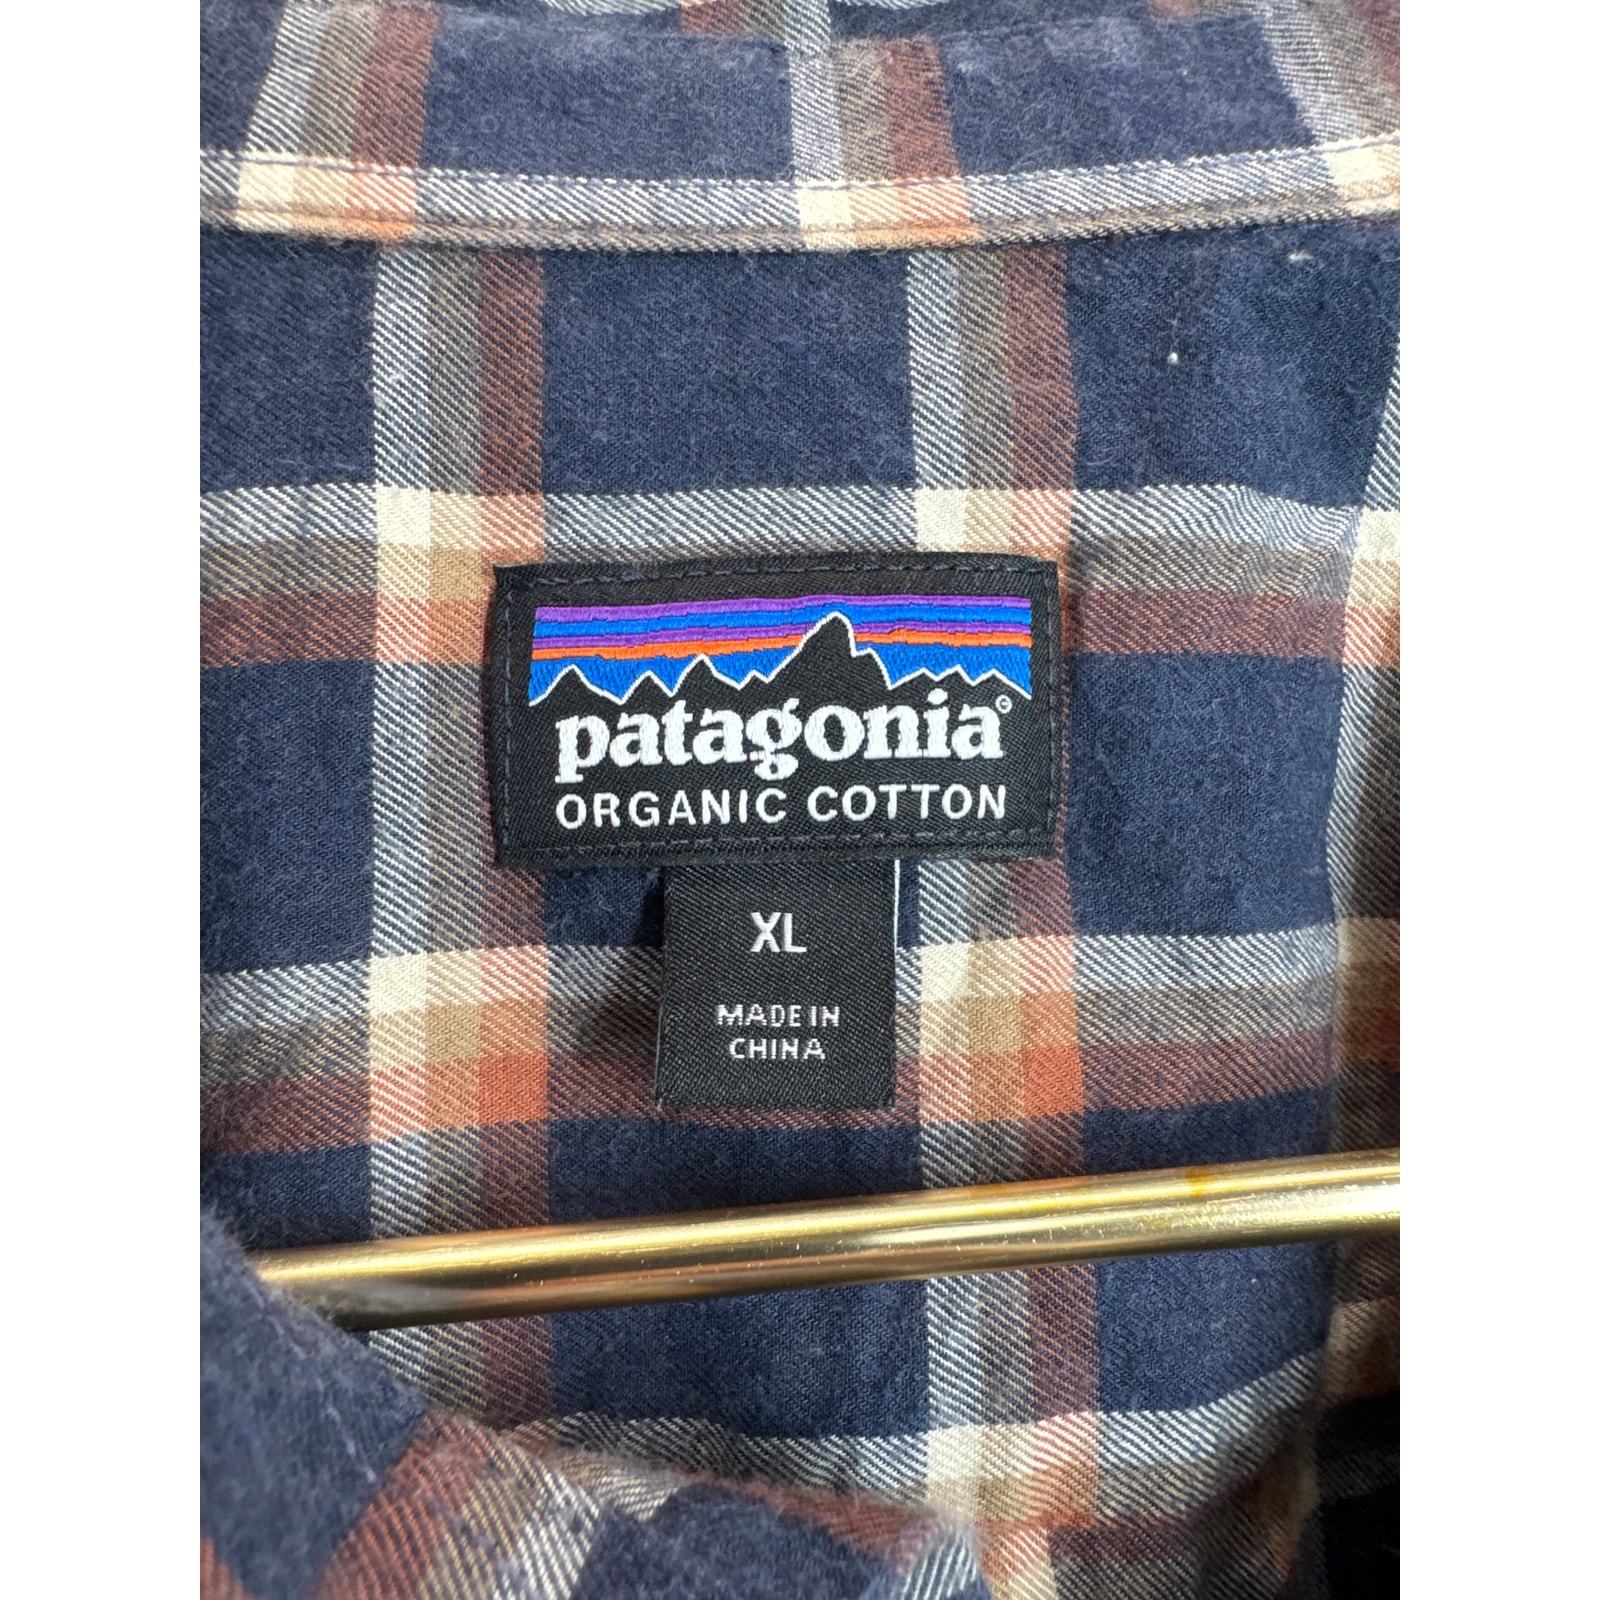 patagonia®
ORGANIC COTTON
XL
MADE IN
CHINA